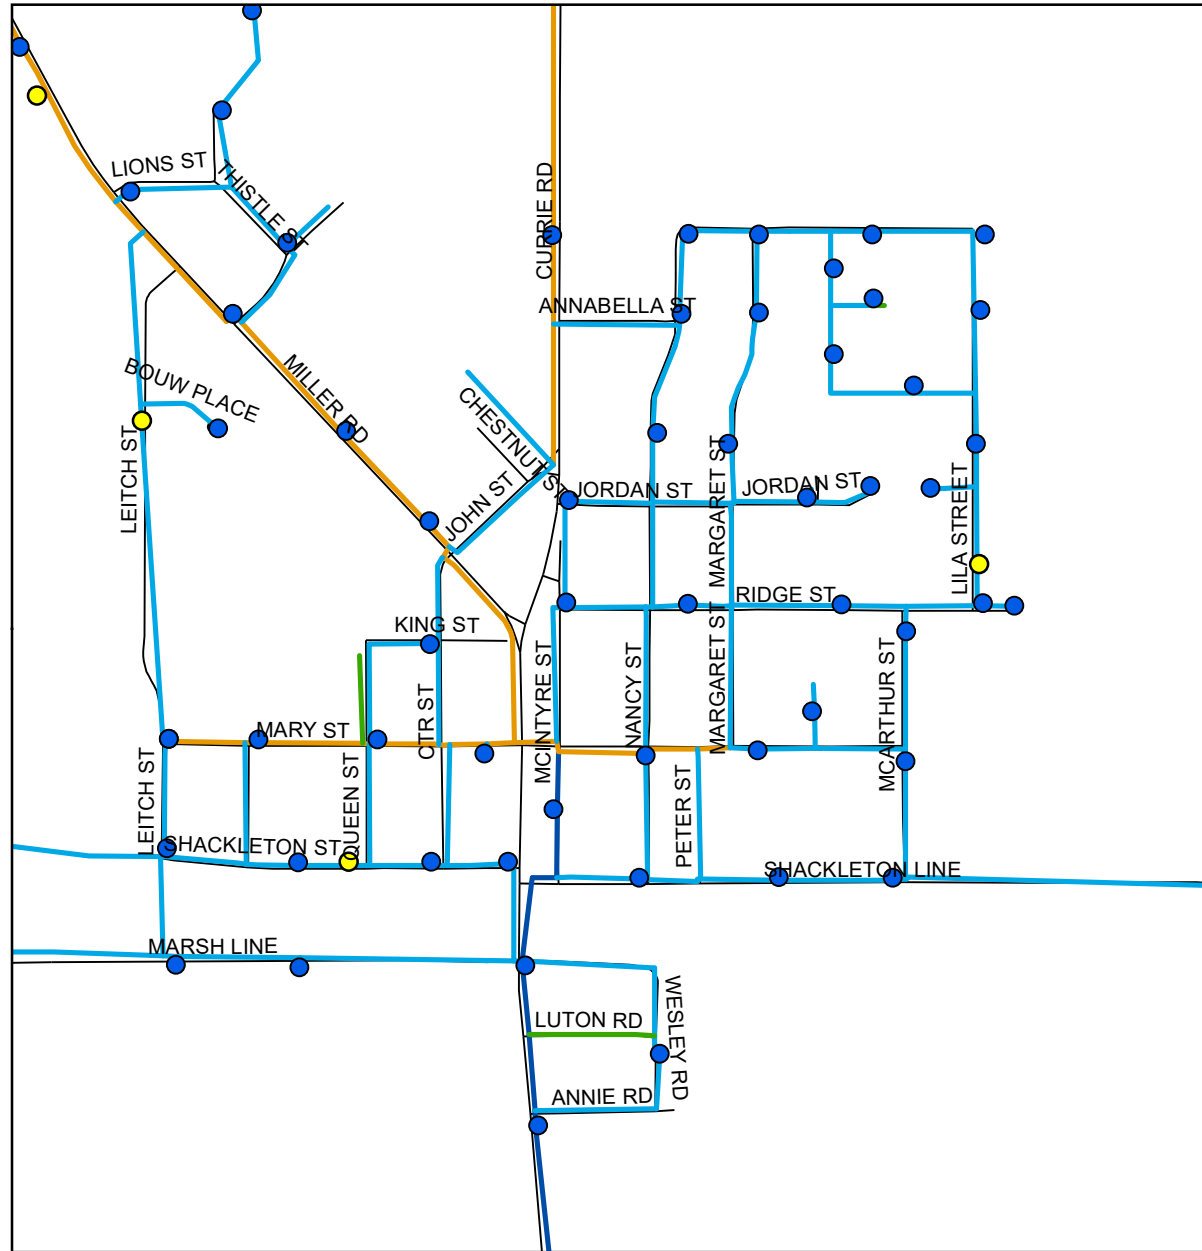 LIONS ST
THISTLE ST
CURRIE RD
ANNABELLA ST
MILLER RD
BOUW PLACE
CHESTNUT ST
LEITCH ST
JOHN ST
JORDAN ST
MARGARET ST
JORDAN ST
LILA STREET
RIDGE ST
KING ST
CTR ST
MCINTYRE ST
NANCY ST
MARGARET ST
MCARTHUR ST
MARY ST
LEITCH ST
QUEEN ST
PETER ST
SHACKLETON ST
SHACKLETON LINE
MARSH LINE
WESLEY RD
LUTON RD
ANNIE RD